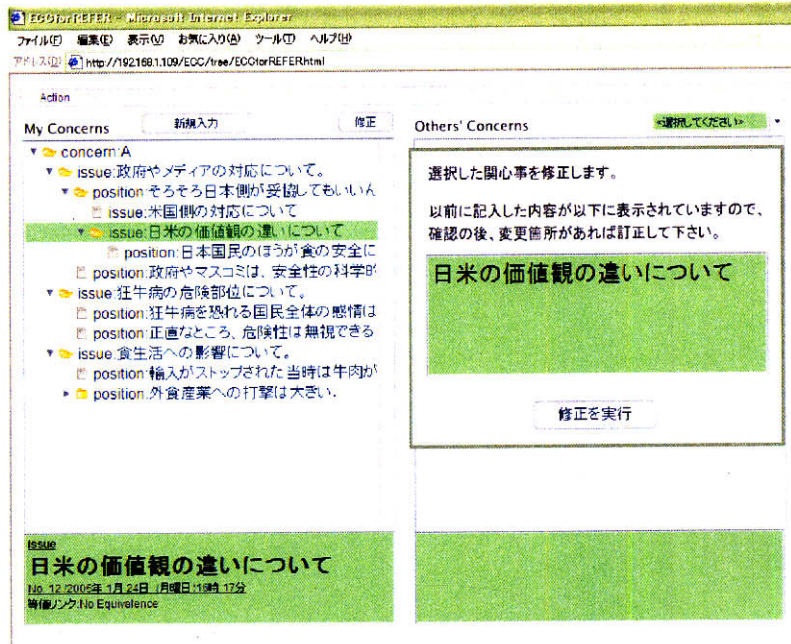 ECCforREFER - Microsoft Internet Explorer
ファイル(F) 編集(E) 表示(V) お気に入り(A) ツール(T) ヘルプ(H)
アドレス(D) http://192.168.1.109/ECC/tree/ECCforREFER.html
Action
My Concerns 新規入力 修正
concern:A
issue:政府やメディアの対応について。
position:そろそろ日本側が妥協してもいいん
issue:米国側の対応について
issue:日米の価値観の違いについて
position:日本国民のほうが食の安全に
position:政府やマスコミは、安全性の科学的
issue:狂牛病の危険部位について。
position:狂牛病を恐れる国民全体の感情は
position:正直なところ、危険性は無視できる
issue:食生活への影響について。
position:輸入がストップされた当時は牛肉が
position:外食産業への打撃は大きい.
issue
日米の価値観の違いについて
No. 12 /2005年 1月 24日 (月曜日)16時 17分
等価リンク:No Equivalence
Others' Concerns <選択してください>
選択した関心事を修正します。
以前に記入した内容が以下に表示されていますので、
確認の後、変更箇所があれば訂正して下さい。
日米の価値観の違いについて
修正を実行